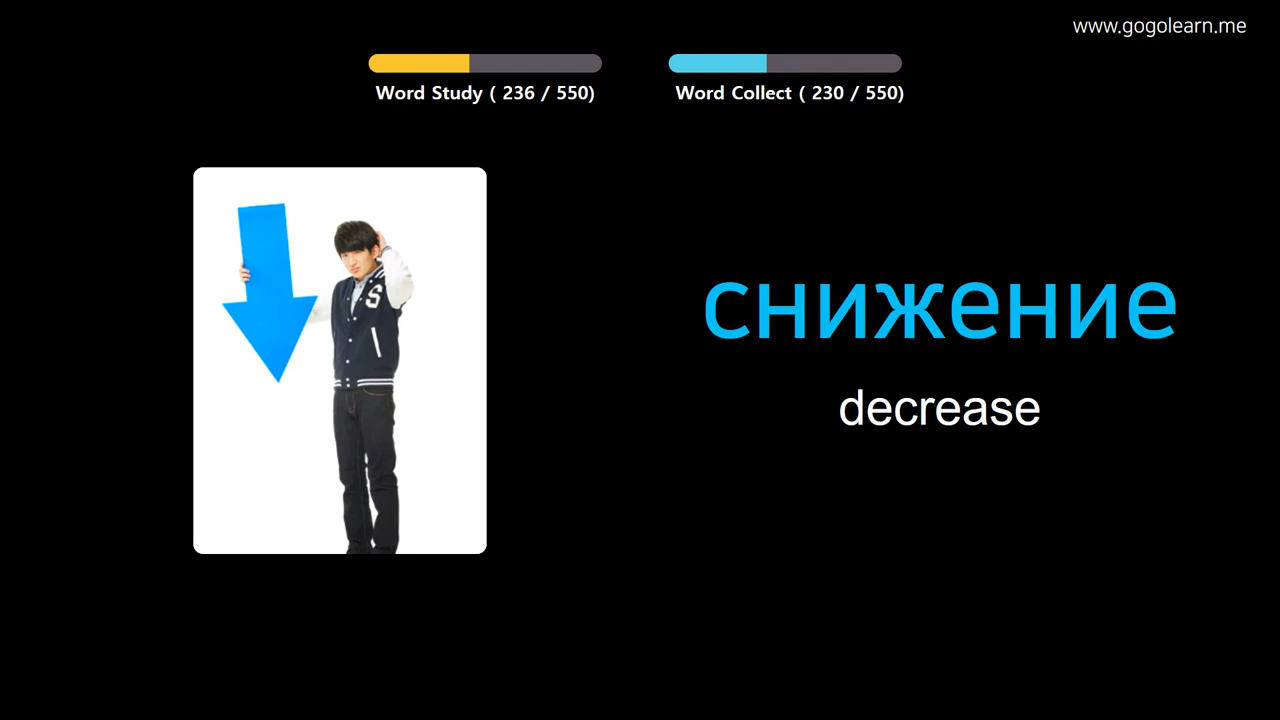 www.gogolearn.me
Word Study ( 236 / 550)
Word Collect ( 230 / 550)
S
снижение
decrease